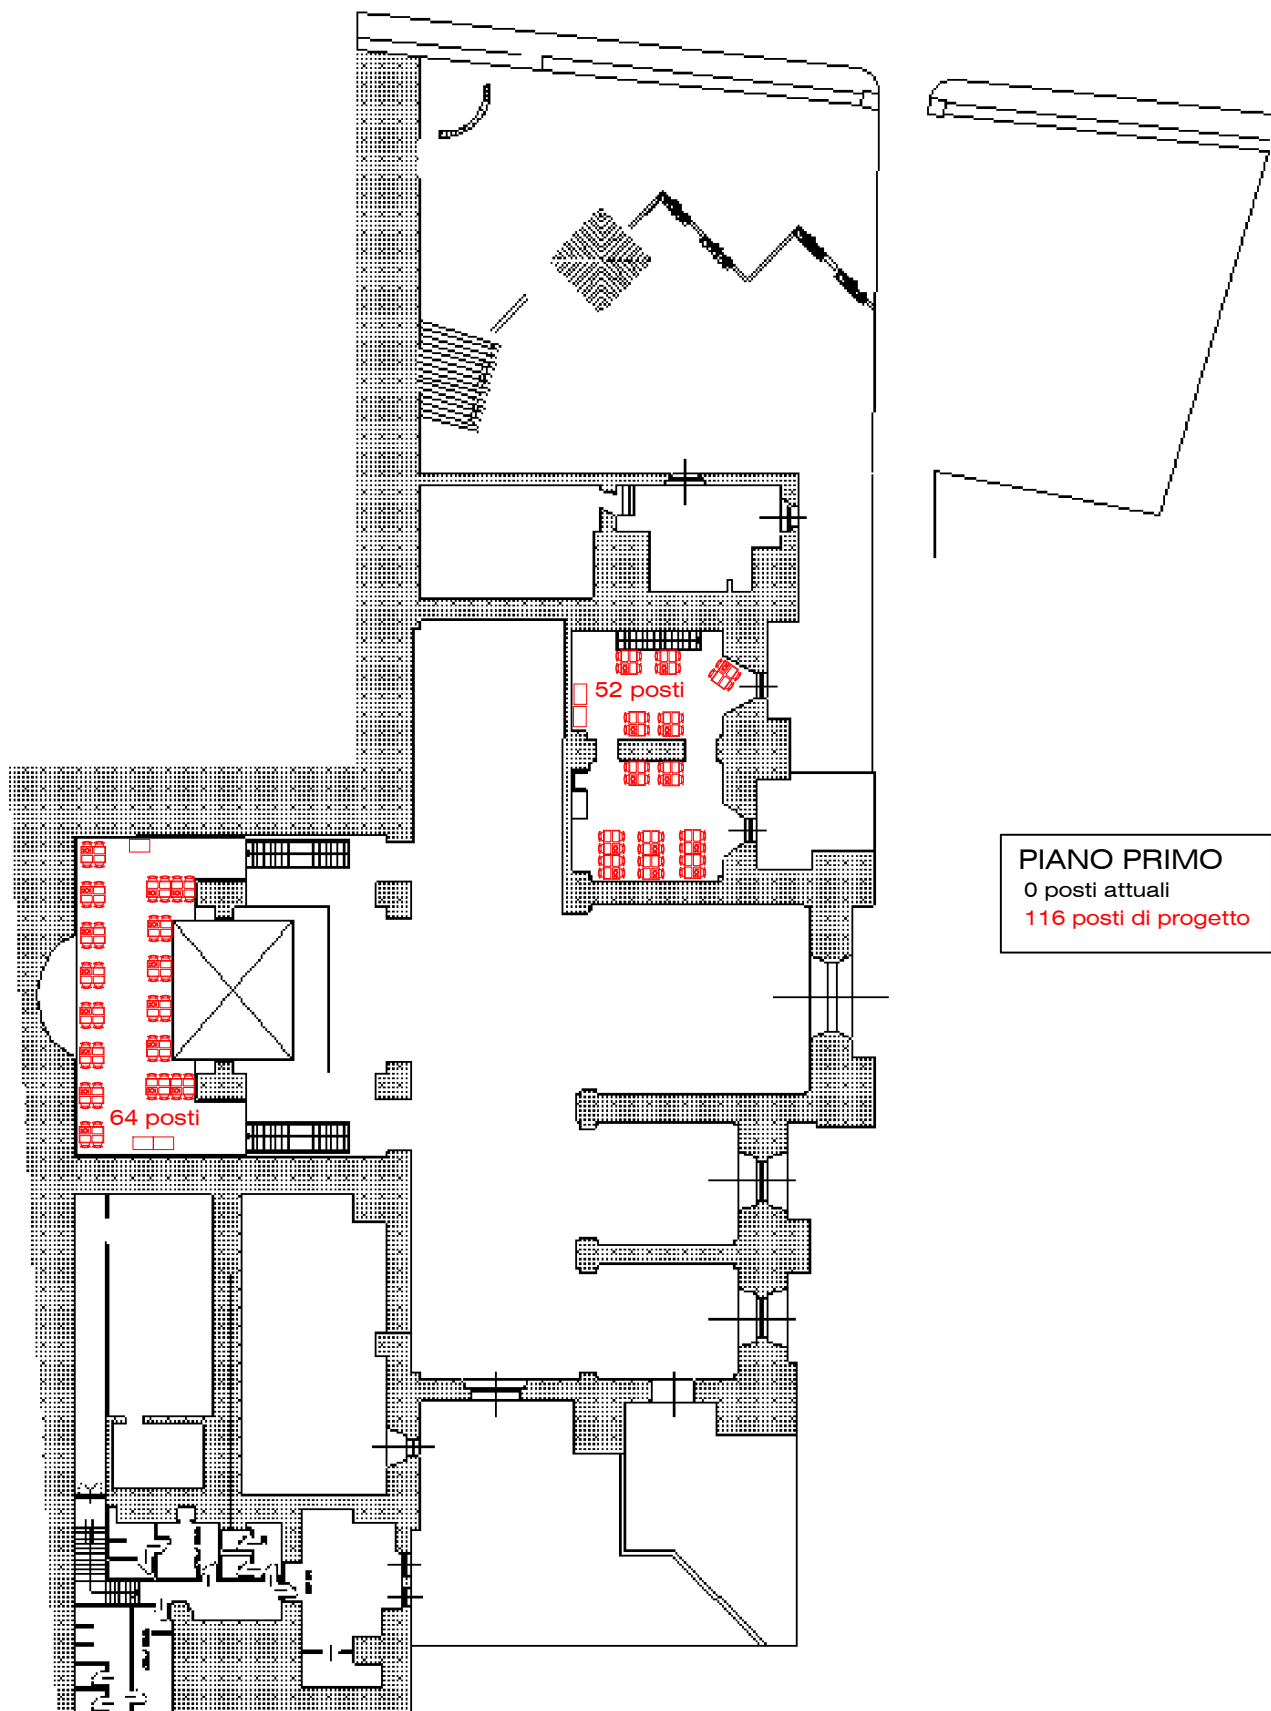 52 posti
PIANO PRIMO
0 posti attuali
116 posti di progetto
64 posti